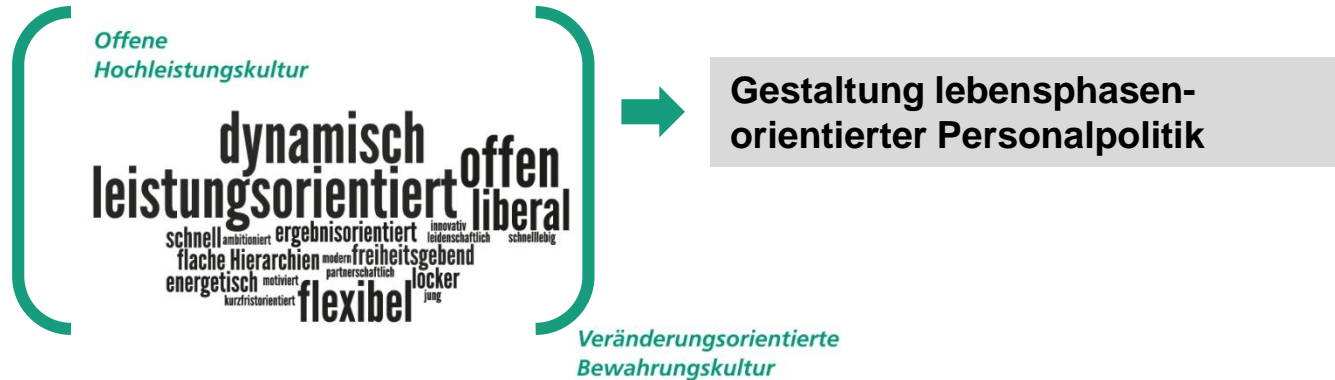 Offene
Hochleistungskultur
dynamisch
leistungsorientiert offen
liberal
schnell ambitioniert ergebnisorientiert innovativ leidenschaftlich schnelllebig
flache Hierarchien modern freiheitsgebend
energetisch motiviert partnerschaftlich locker
kurzfristorientiert flexibel jung
Gestaltung lebensphasen-
orientierter Personalpolitik
Veränderungsorientierte
Bewahrungskultur